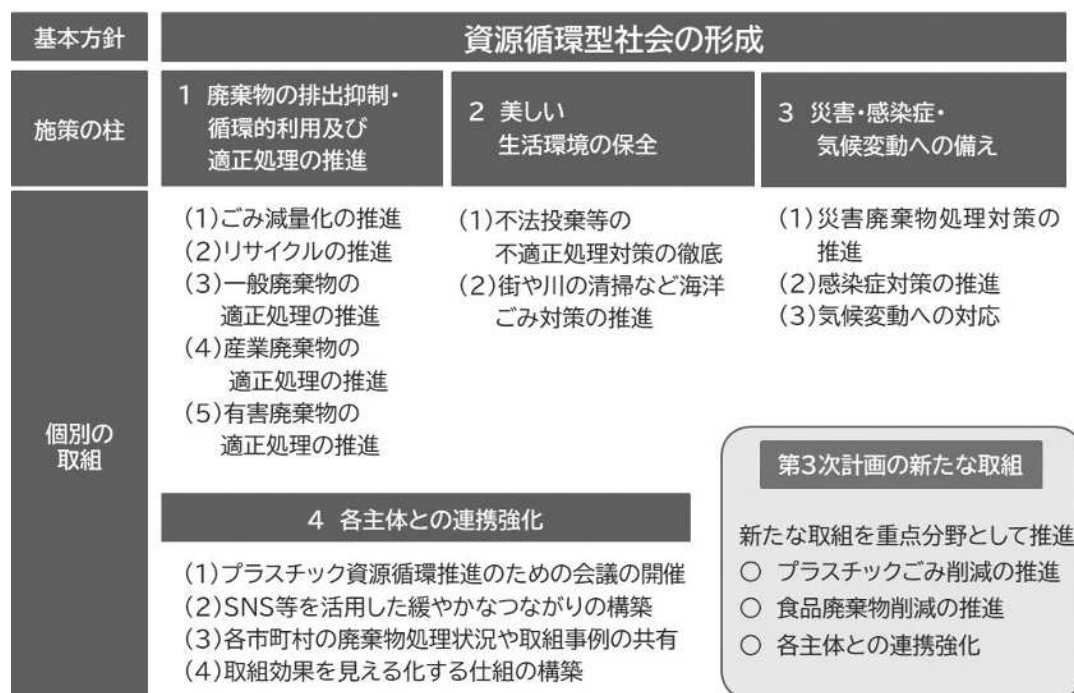 基本方針
資源循環型社会の形成
施策の柱
1 廃棄物の排出抑制・
循環的利用及び
適正処理の推進
2 美しい
生活環境の保全
3 災害・感染症・
気候変動への備え
個別の
取組
(1)ごみ減量化の推進
(2)リサイクルの推進
(3)一般廃棄物の
適正処理の推進
(4)産業廃棄物の
適正処理の推進
(5)有害廃棄物の
適正処理の推進
(1)不法投棄等の
不適正処理対策の徹底
(2)街や川の清掃など海洋
ごみ対策の推進
(1)災害廃棄物処理対策の
推進
(2)感染症対策の推進
(3)気候変動への対応
4 各主体との連携強化
(1)プラスチック資源循環推進のための会議の開催
(2)SNS等を活用した緩やかなつながりの構築
(3)各市町村の廃棄物処理状況や取組事例の共有
(4)取組効果を見える化する仕組の構築
第3次計画の新たな取組
新たな取組を重点分野として推進
○ プラスチックごみ削減の推進
○ 食品廃棄物削減の推進
○ 各主体との連携強化